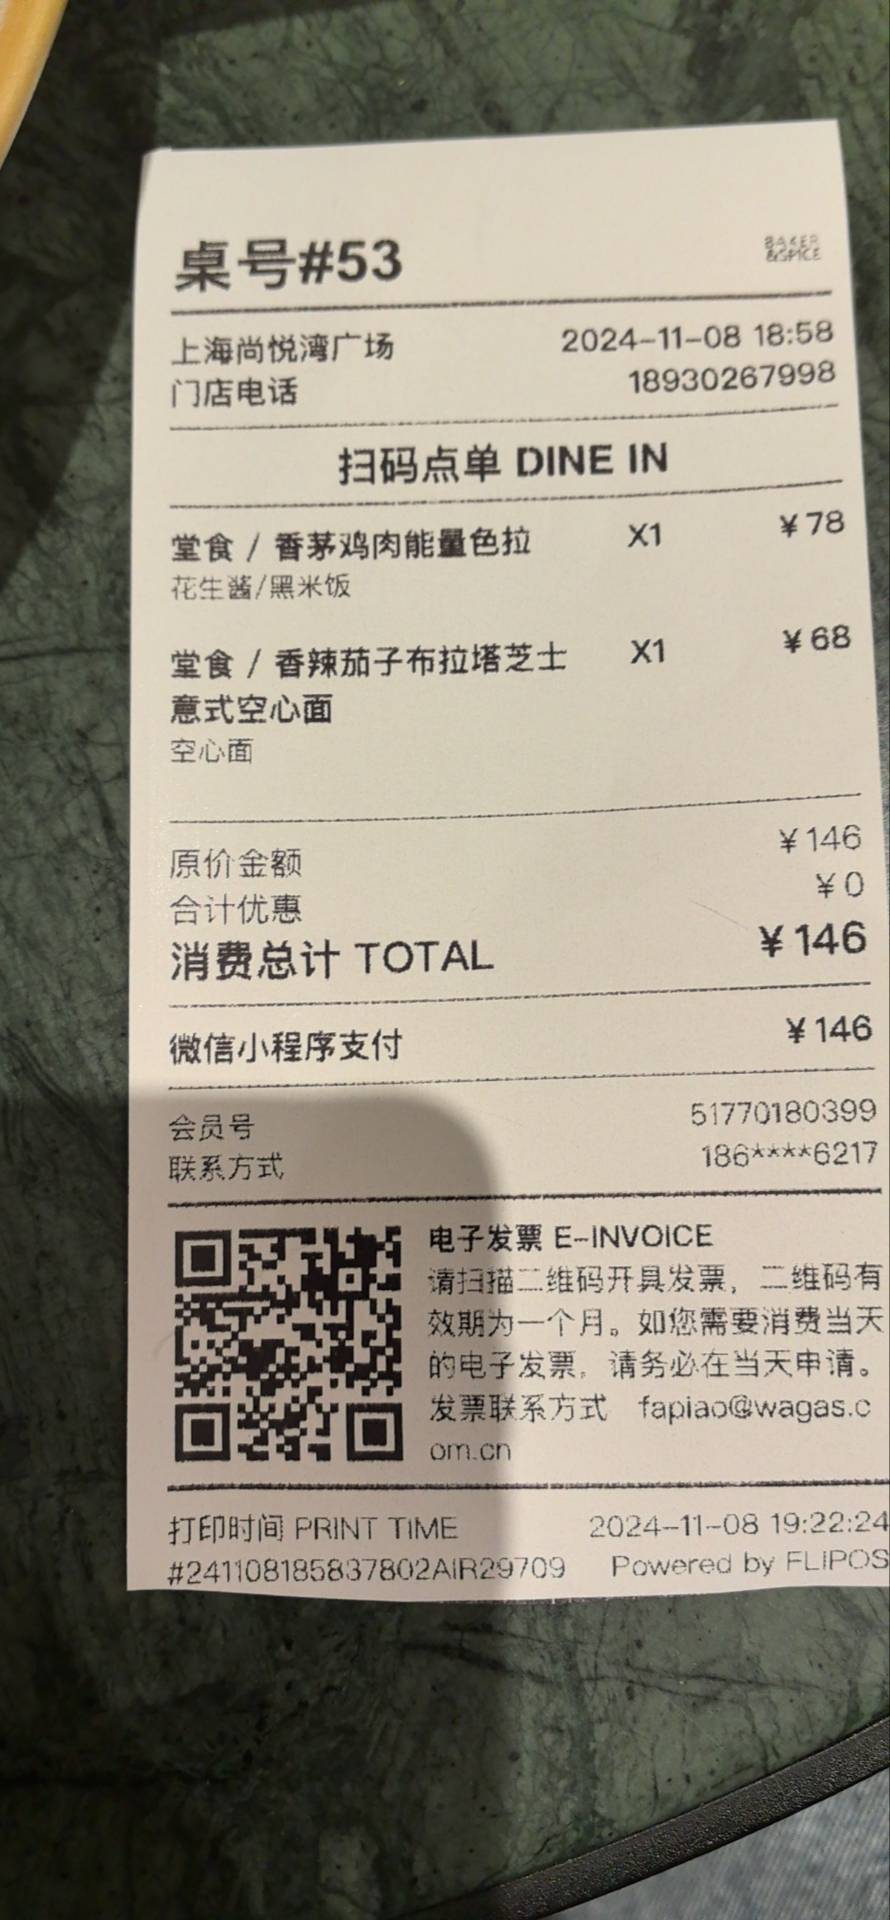 桌号#53
BAKER
&SPICE
上海尚悦湾广场 2024-11-08 18:58
门店电话 18930267998
扫码点单 DINE IN
堂食 / 香茅鸡肉能量色拉 X1 ¥78
花生酱/黑米饭
堂食 / 香辣茄子布拉塔芝士 X1 ¥68
意式空心面
空心面
原价金额 ¥146
合计优惠 ¥0
消费总计 TOTAL ¥146
微信小程序支付 ¥146
会员号 51770180399
联系方式 186****6217
电子发票 E-INVOICE
请扫描二维码开具发票，二维码有
效期为一个月。如您需要消费当天
的电子发票，请务必在当天申请。
发票联系方式 fapiao@wagas.c
om.cn
打印时间 PRINT TIME 2024-11-08 19:22:24
#241108185837802AIR29709 Powered by FLIPOS